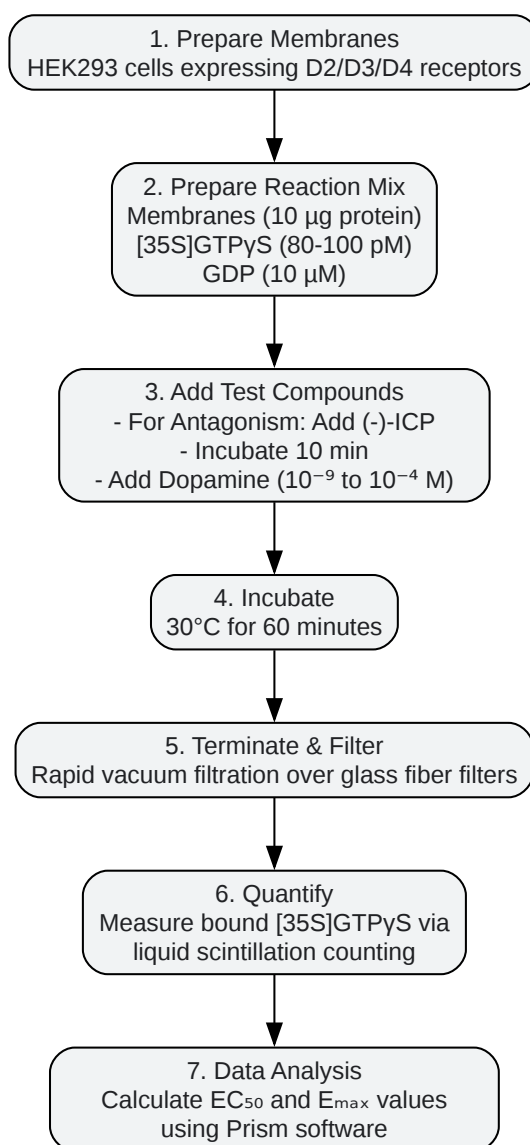 1. Prepare Membranes
HEK293 cells expressing D2/D3/D4 receptors
2. Prepare Reaction Mix
Membranes (10 µg protein)
[35S]GTPγS (80-100 pM)
GDP (10 µM)
3. Add Test Compounds
- For Antagonism: Add (-)-ICP
- Incubate 10 min
- Add Dopamine (10⁻⁹ to 10⁻⁴ M)
4. Incubate
30°C for 60 minutes
5. Terminate & Filter
Rapid vacuum filtration over glass fiber filters
6. Quantify
Measure bound [35S]GTPγS via
liquid scintillation counting
7. Data Analysis
Calculate EC₅₀ and Eₘₐₓ values
using Prism software